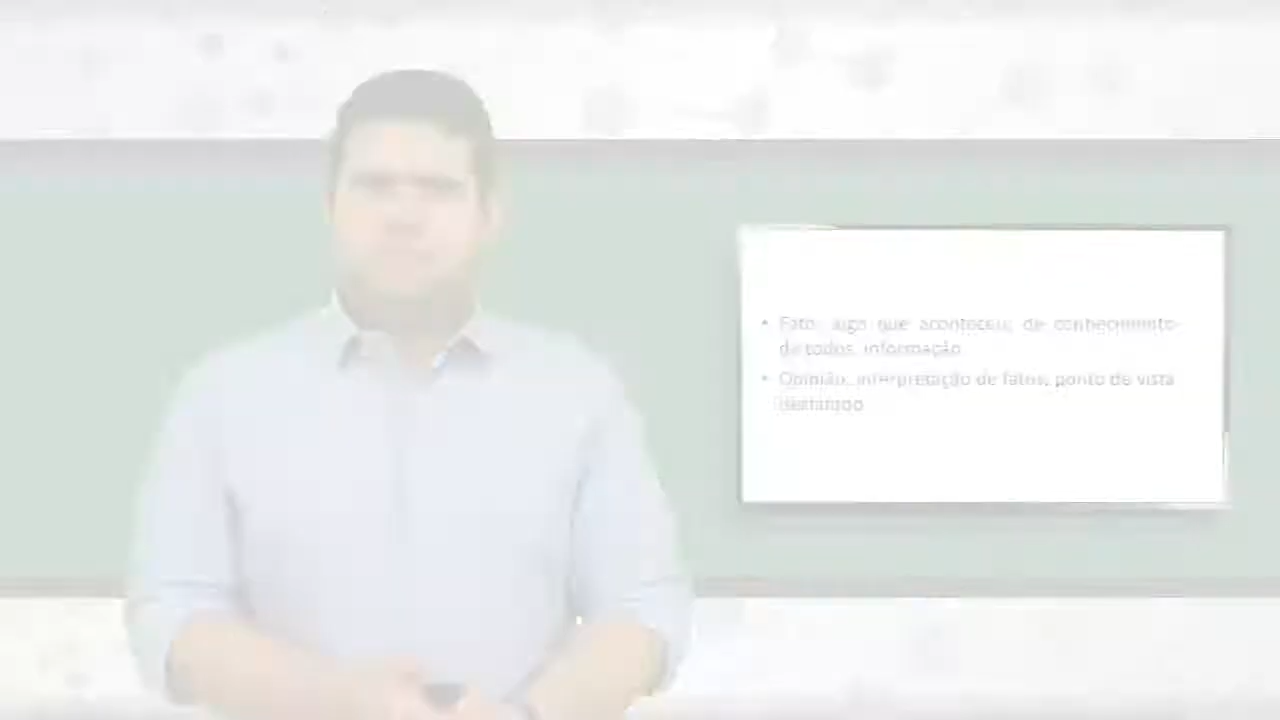 • Fato: algo que aconteceu, de conhecimento
de todos, informação
• Opinião: interpretação de fatos, ponto de vista